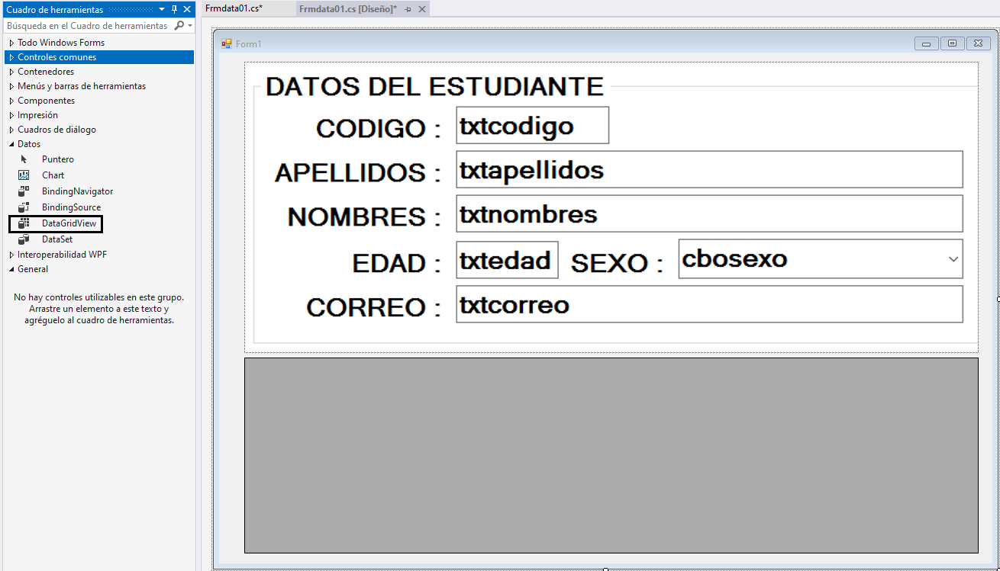 Cuadro de herramientas
Búsqueda en el Cuadro de herramientas
Todo Windows Forms
Controles comunes
Contenedores
Menús y barras de herramientas
Componentes
Impresión
Cuadros de diálogo
Datos
Puntero
Chart
BindingNavigator
BindingSource
DataGridView
DataSet
Interoperabilidad WPF
General
No hay controles utilizables en este grupo.
Arrastre un elemento a este texto y
agréguelo al cuadro de herramientas.
Frmdata01.cs* Frmdata01.cs [Diseño]*
Form1
DATOS DEL ESTUDIANTE
CODIGO : txtcodigo
APELLIDOS : txtapellidos
NOMBRES : txtnombres
EDAD : txtedad SEXO : cbosexo
CORREO : txtcorreo